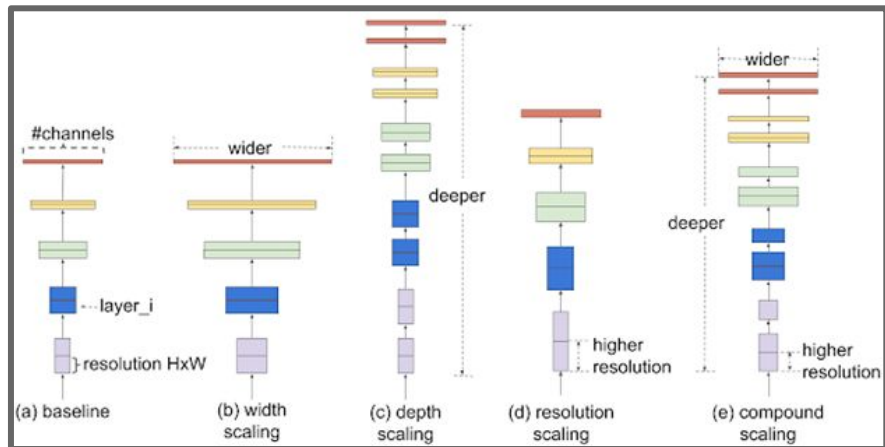 #channels
layer_i
resolution HxW
(a) baseline
wider
(b) width
scaling
deeper
(c) depth
scaling
higher
resolution
(d) resolution
scaling
wider
deeper
higher
resolution
(e) compound
scaling